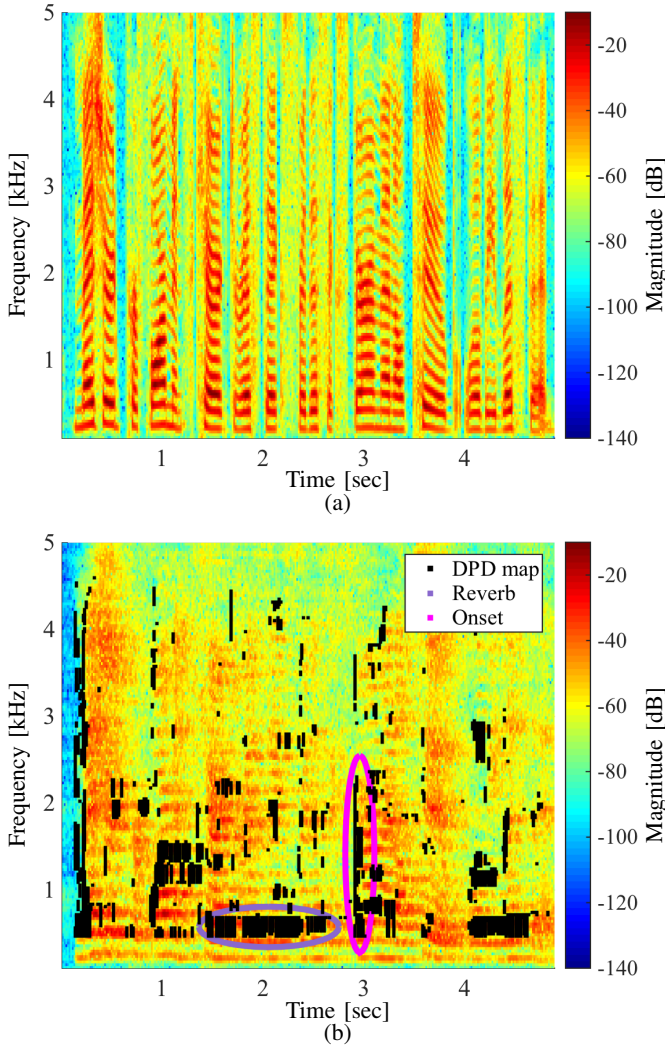 5
4
3
2
1
Frequency [kHz]
1 2 3 4
Time [sec]
(a)
-20
-40
-60
-80
-100
-120
-140
Magnitude [dB]
5
4
3
2
1
Frequency [kHz]
DPD map
Reverb
Onset
1 2 3 4
Time [sec]
(b)
-20
-40
-60
-80
-100
-120
-140
Magnitude [dB]